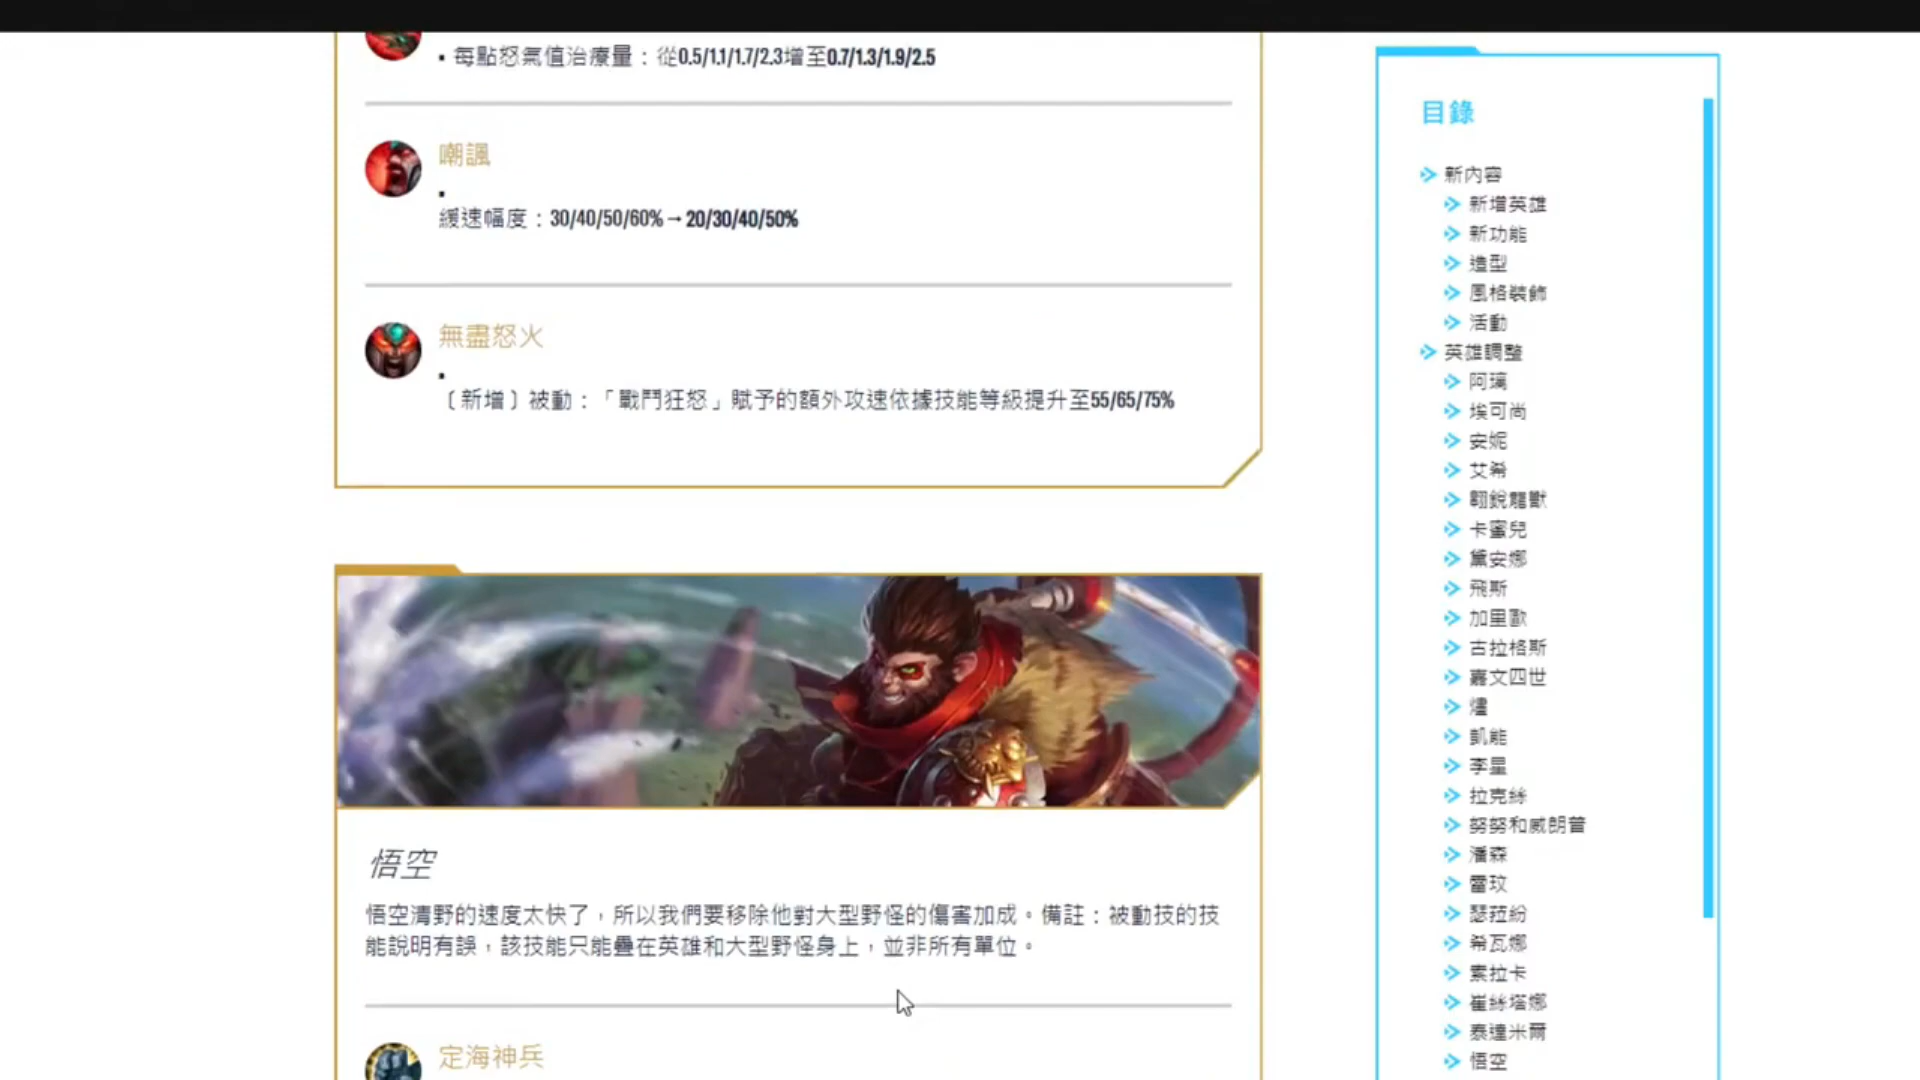 每點怒氣值治療量：從0.5/1.1/1.7/2.3增至0.7/1.3/1.9/2.5
嘲諷
緩速幅度：30/40/50/60%→20/30/40/50%
無盡怒火
〔新增〕被動：「戰鬥狂怒」賦予的額外攻速依據技能等級提升至55/65/75%
悟空
悟空清野的速度太快了，所以我們要移除他對大型野怪的傷害加成。備註：被動技的技
能說明有誤，該技能只能疊在英雄和大型野怪身上，並非所有單位。
定海神兵
目錄
新內容
新增英雄
新功能
造型
風格裝飾
活動
英雄調整
阿璃
埃可尚
安妮
艾希
翱銳龍獸
卡蜜兒
黛安娜
飛斯
加里歐
古拉格斯
嘉文四世
燼
凱能
李星
拉克絲
努努和威朗普
潘森
雷玟
瑟菈紛
希瓦娜
索拉卡
崔絲塔娜
泰達米爾
悟空